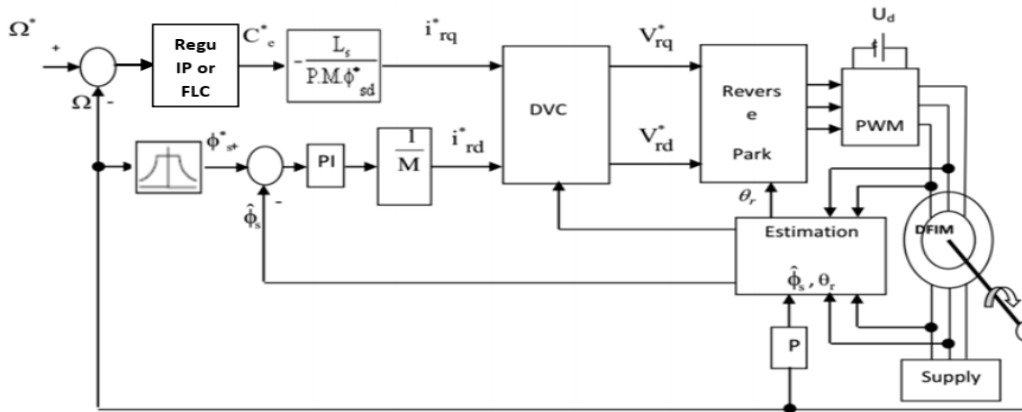 Ω*
+
Ω
-
Regu
IP or
FLC
C*e
- Ls / P.M.ϕ*sd
i*rq
DVC
V*rq
Revers
e
Park
Ud
PWM
ϕ*s+
-
PI
1/M
i*rd
V*rd
θr
ϕ̂s
Estimation
ϕ̂s, θr
DFIM
P
Supply